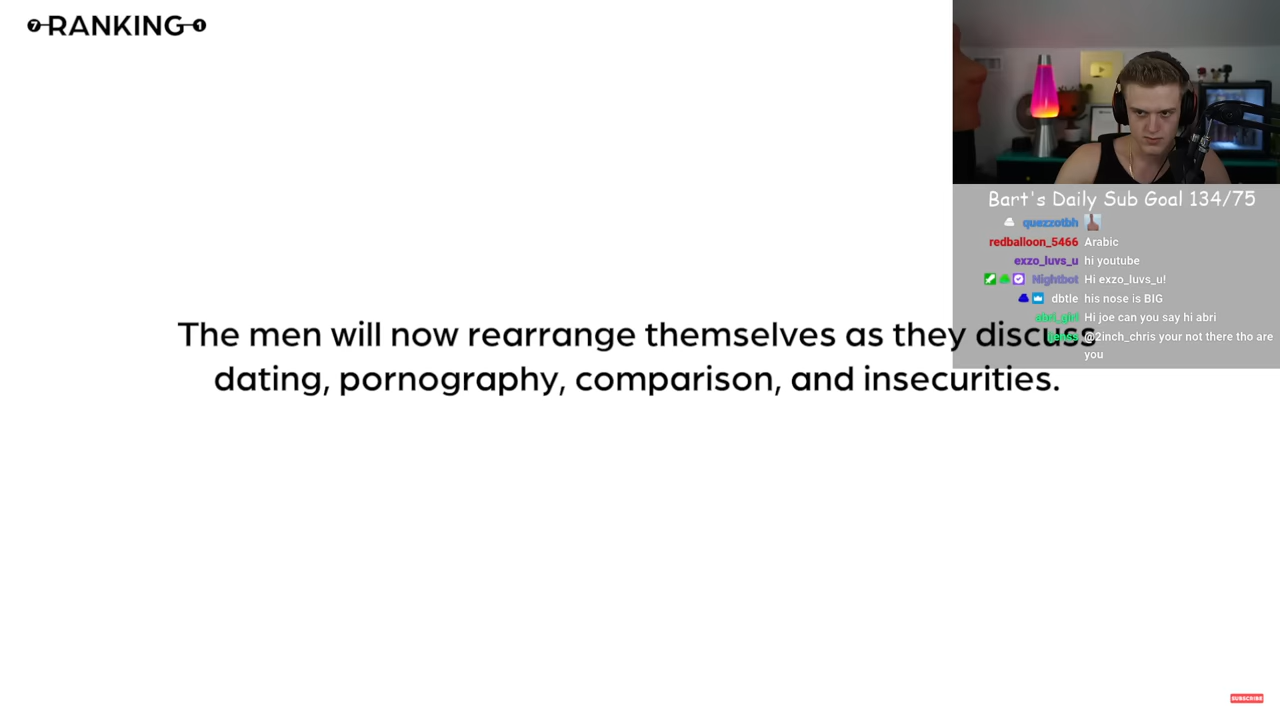 7 RANKING 1
Bart's Daily Sub Goal 134/75
quezzotbh
redballoon_5466 Arabic
exzo_luvs_u hi youtube
Nightbot Hi exzo_luvs_u!
dbtle his nose is BIG
Hi joe can you say hi abri
@2inch_chris your not there tho are
you
The men will now rearrange themselves as they discuss
dating, pornography, comparison, and insecurities.
SUBSCRIBE